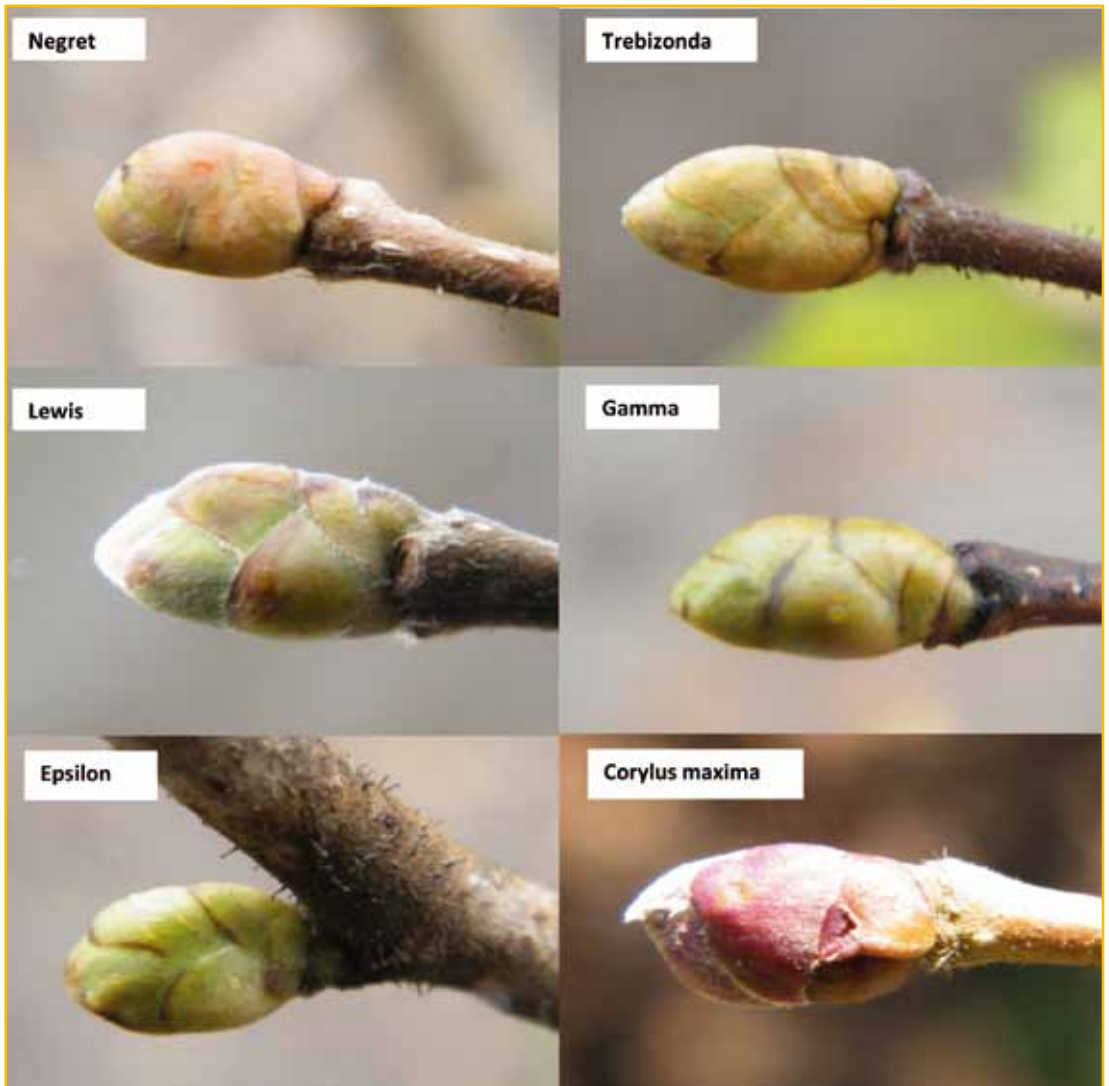 Negret
Trebizonda
Lewis
Gamma
Epsilon
Corylus maxima